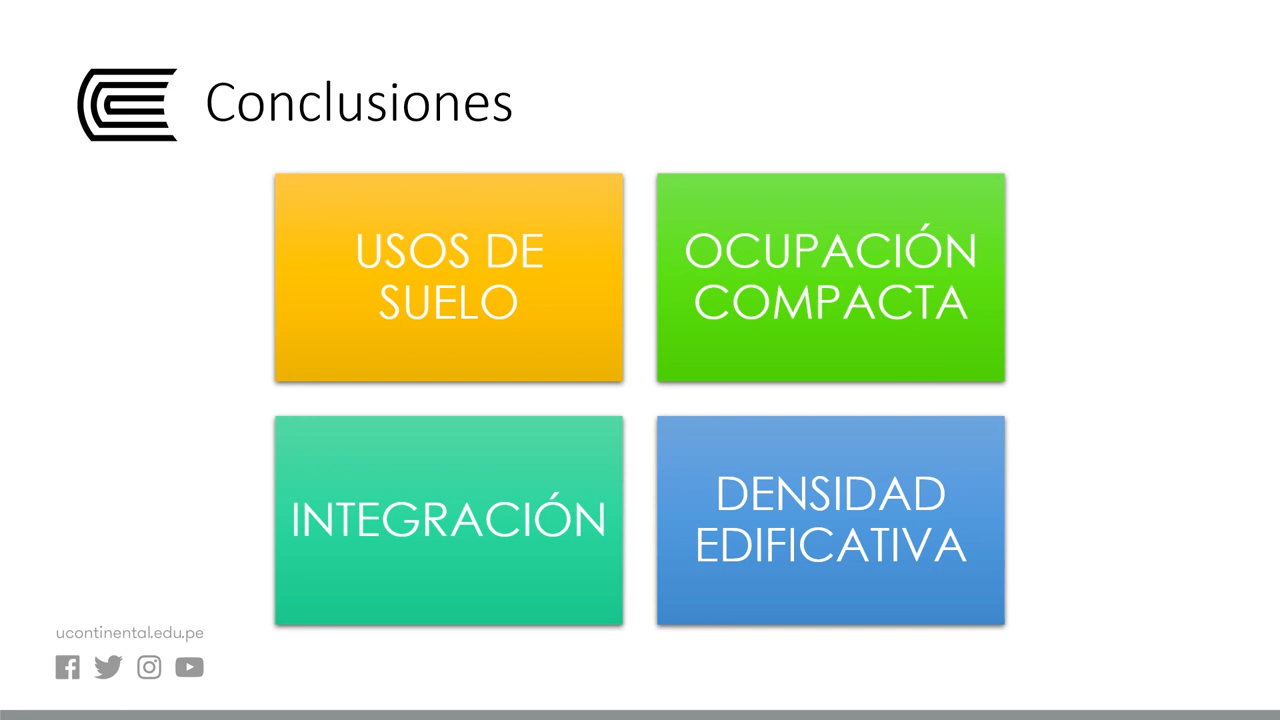 Conclusiones
USOS DE
SUELO
OCUPACIÓN
COMPACTA
INTEGRACIÓN
DENSIDAD
EDIFICATIVA
ucontinental.edu.pe